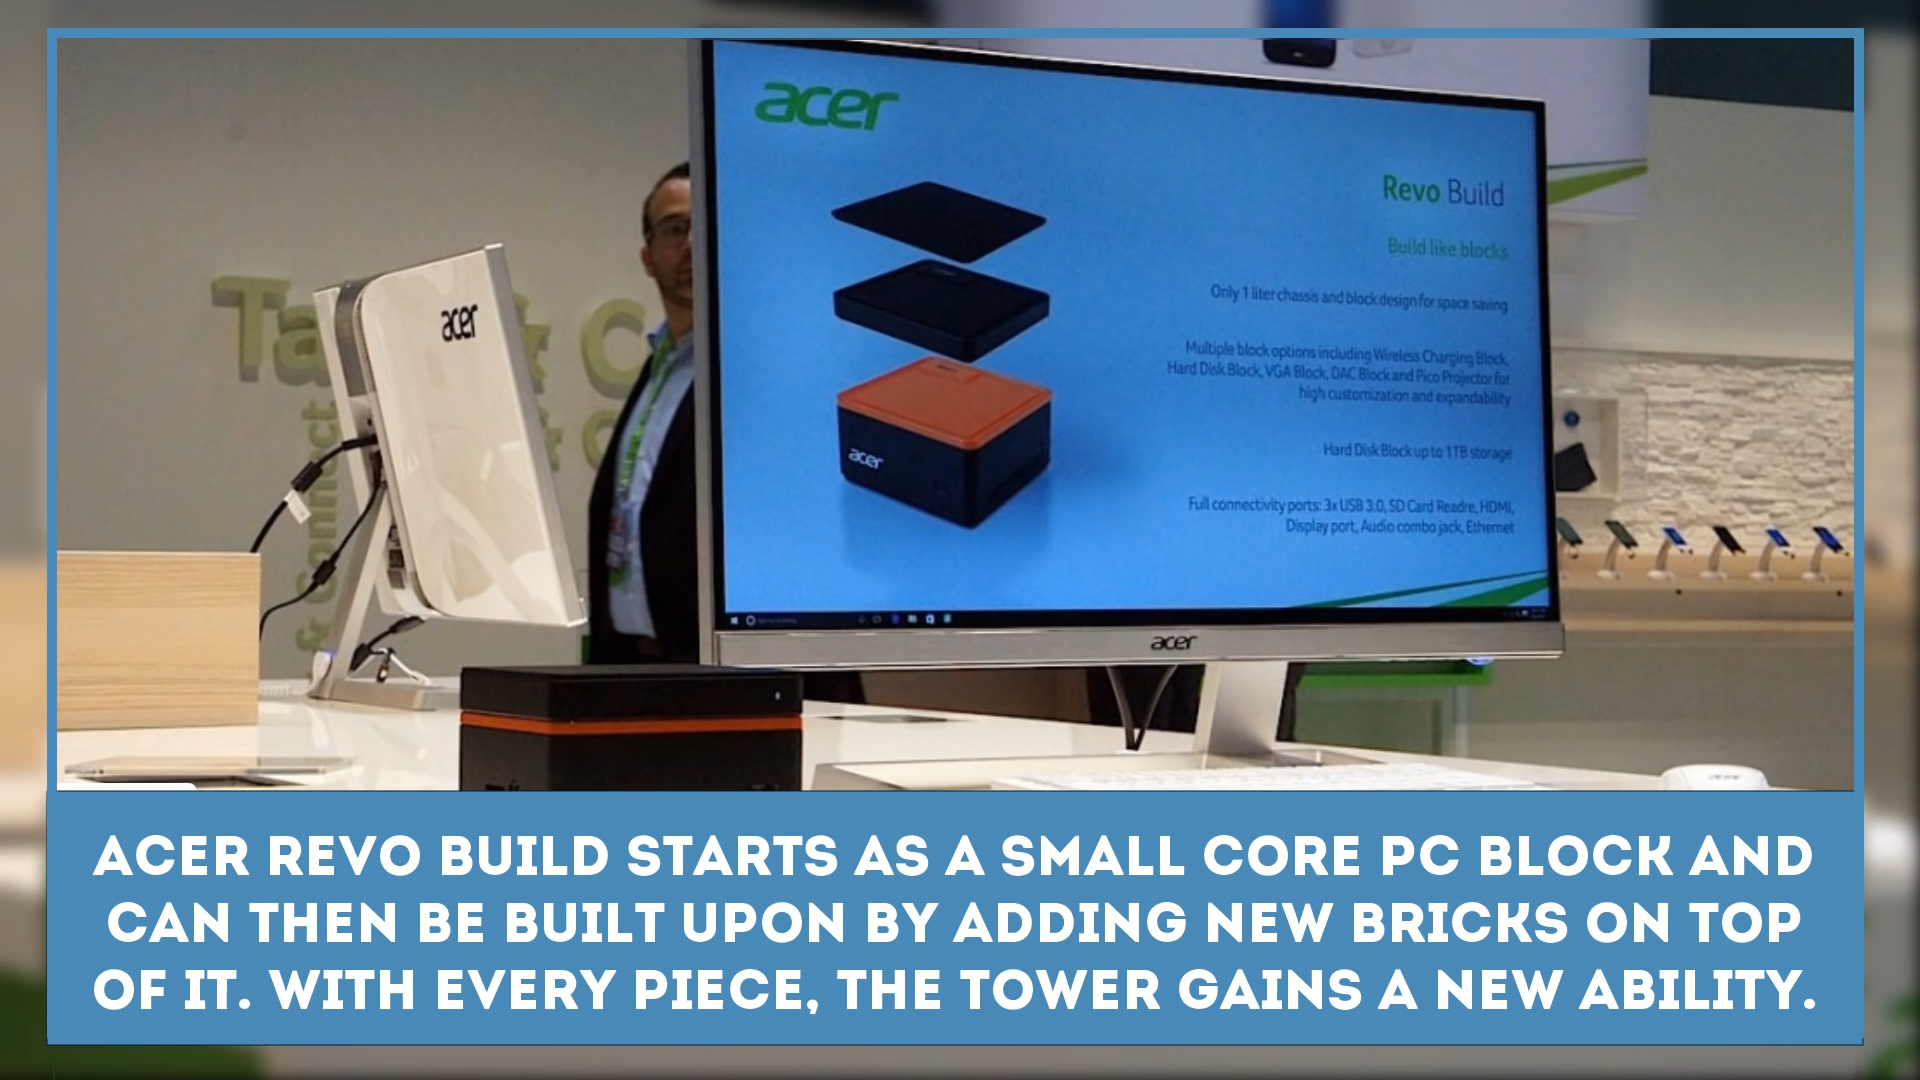 acer
Revo Build
Build like blocks
Only 1 liter chassis and block design for space saving
Multiple block options including Wireless Charging Block,
Hard Disk Block, VGA Block, DAC Block and Pico Projector for
high customization and expandability
Hard Disk Block up to 1TB storage
Full connectivity ports: 3x USB 3.0, SD Card Readre, HDMI,
Display port, Audio combo jack, Ethernet
acer
acer
acer
acer
& Connect
ACER REVO BUILD STARTS AS A SMALL CORE PC BLOCK AND
CAN THEN BE BUILT UPON BY ADDING NEW BRICKS ON TOP
OF IT. WITH EVERY PIECE, THE TOWER GAINS A NEW ABILITY.